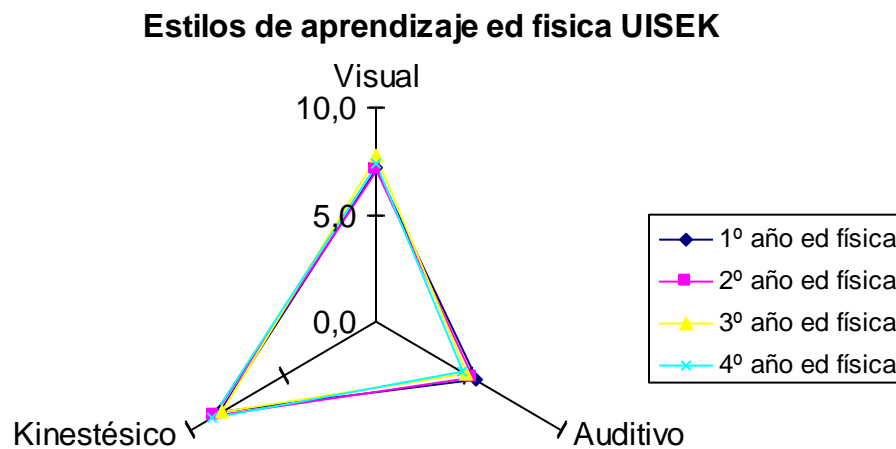 Estilos de aprendizaje ed fisica UISEK
Visual
10,0
5,0
0,0
Kinestésico
Auditivo
1º año ed física
2º año ed física
3º año ed física
4º año ed física